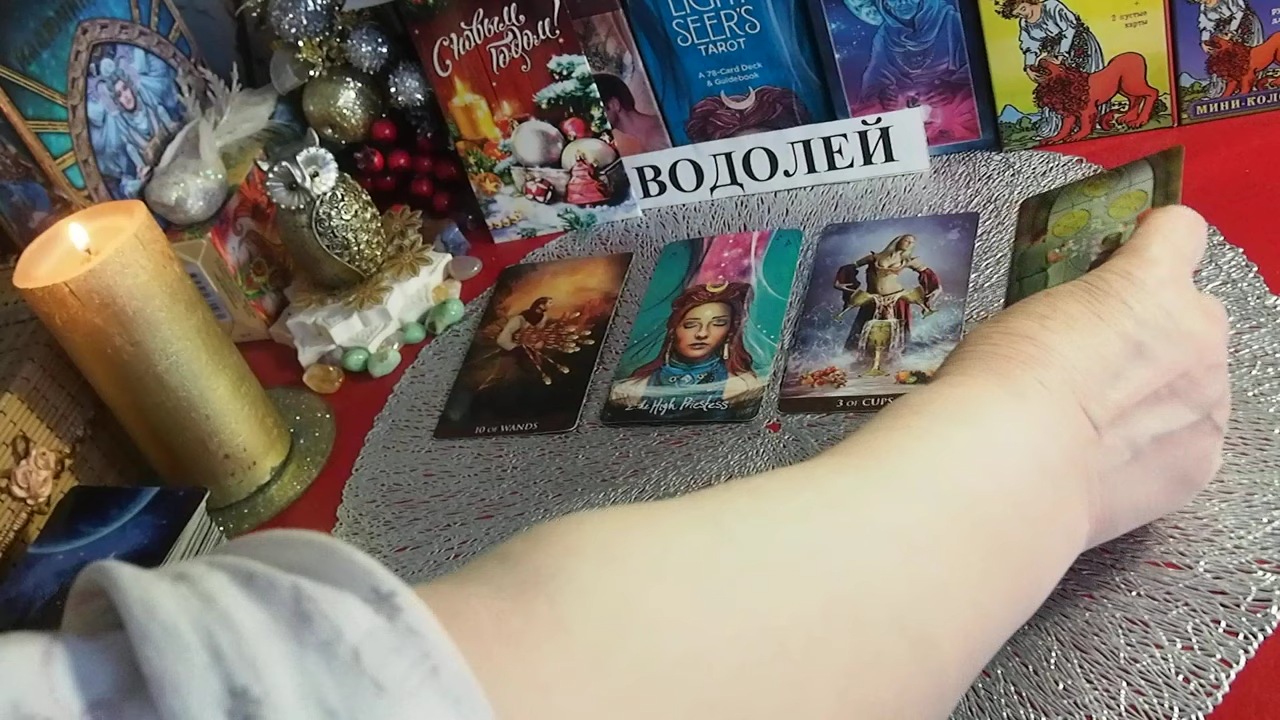 С Новым
Годом!
LIGHT
SEER'S
TAROT
A 78-Card Deck
& Guidebook
+ 2 пустые
карты
МИНИ-КОЛ
ВОДОЛЕЙ
10 OF WANDS
the High Priestess
3 OF CUPS